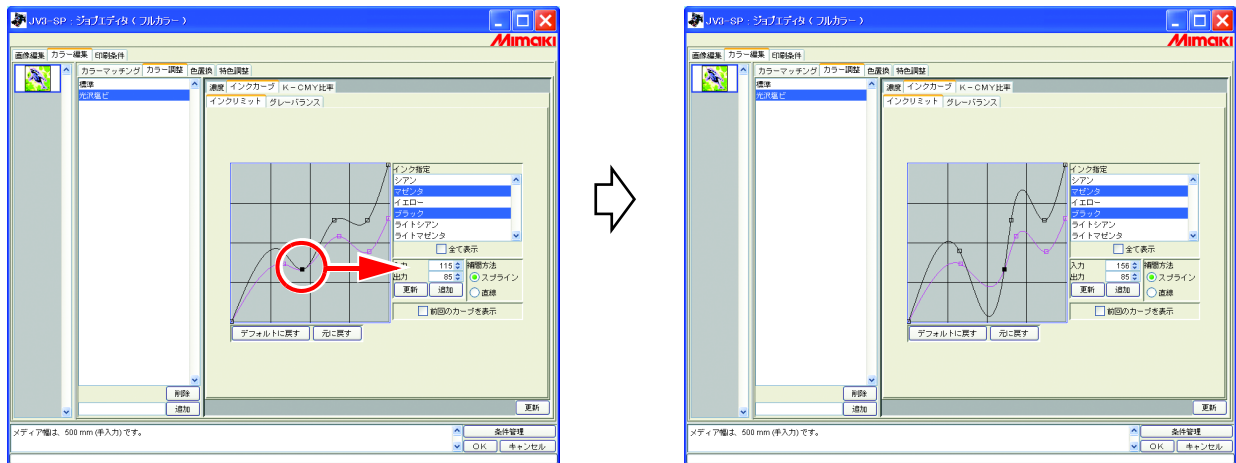 JV3-SP : ジョブエディタ ( フルカラー )
Mimaki
画像編集 カラー編集 印刷条件
カラーマッチング カラー調整 色置換 特色調整
標準
光沢塩ビ
濃度 インクカーブ K-CMY比率
インクリミット グレーバランス
インク指定
シアン
マゼンタ
イエロー
ブラック
ライトシアン
ライトマゼンタ
全て表示
入力 115 補間方法
出力 85 スプライン
更新 追加 直線
前回のカーブを表示
デフォルトに戻す 元に戻す
削除
追加
更新
メディア幅は、500 mm (手入力) です。
条件管理
OK キャンセル
JV3-SP : ジョブエディタ ( フルカラー )
Mimaki
画像編集 カラー編集 印刷条件
カラーマッチング カラー調整 色置換 特色調整
標準
光沢塩ビ
濃度 インクカーブ K-CMY比率
インクリミット グレーバランス
インク指定
シアン
マゼンタ
イエロー
ブラック
ライトシアン
ライトマゼンタ
全て表示
入力 156 補間方法
出力 85 スプライン
更新 追加 直線
前回のカーブを表示
デフォルトに戻す 元に戻す
削除
追加
更新
メディア幅は、500 mm (手入力) です。
条件管理
OK キャンセル